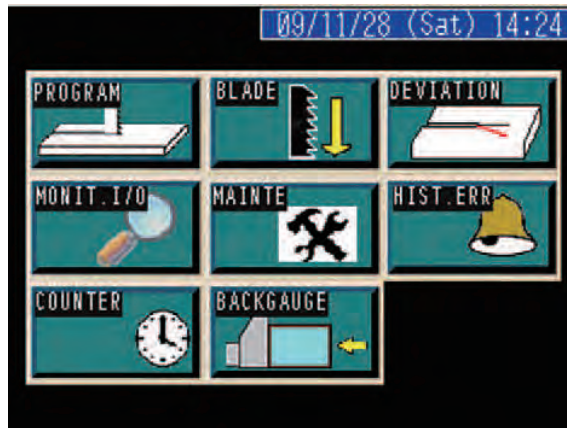 09/11/28 (Sat) 14:24
PROGRAM
BLADE
DEVIATION
MONIT.I/O
MAINTE
HIST.ERR
COUNTER
BACKGAUGE